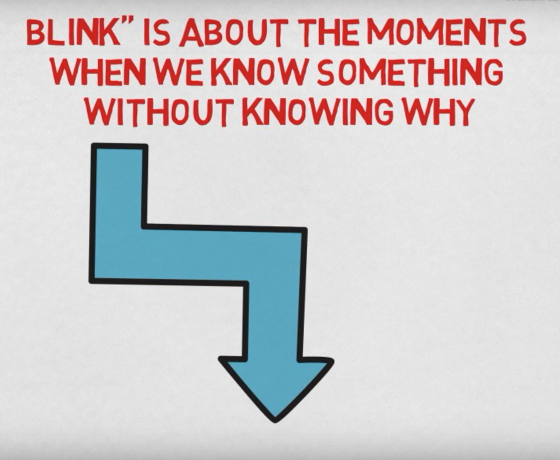 BLINK” IS ABOUT THE MOMENTS
WHEN WE KNOW SOMETHING
WITHOUT KNOWING WHY